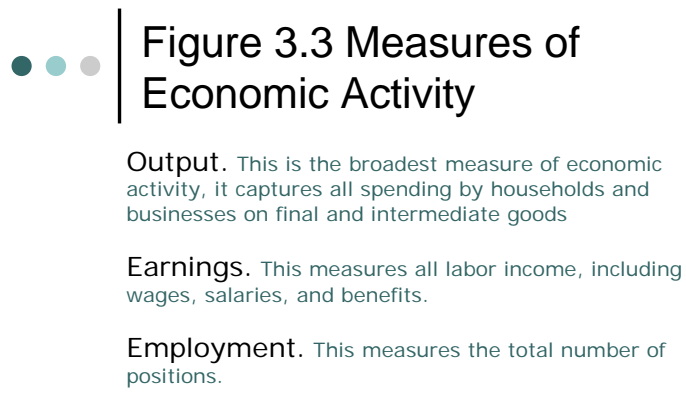 Figure 3.3 Measures of
Economic Activity
Output. This is the broadest measure of economic
activity, it captures all spending by households and
businesses on final and intermediate goods
Earnings. This measures all labor income, including
wages, salaries, and benefits.
Employment. This measures the total number of
positions.